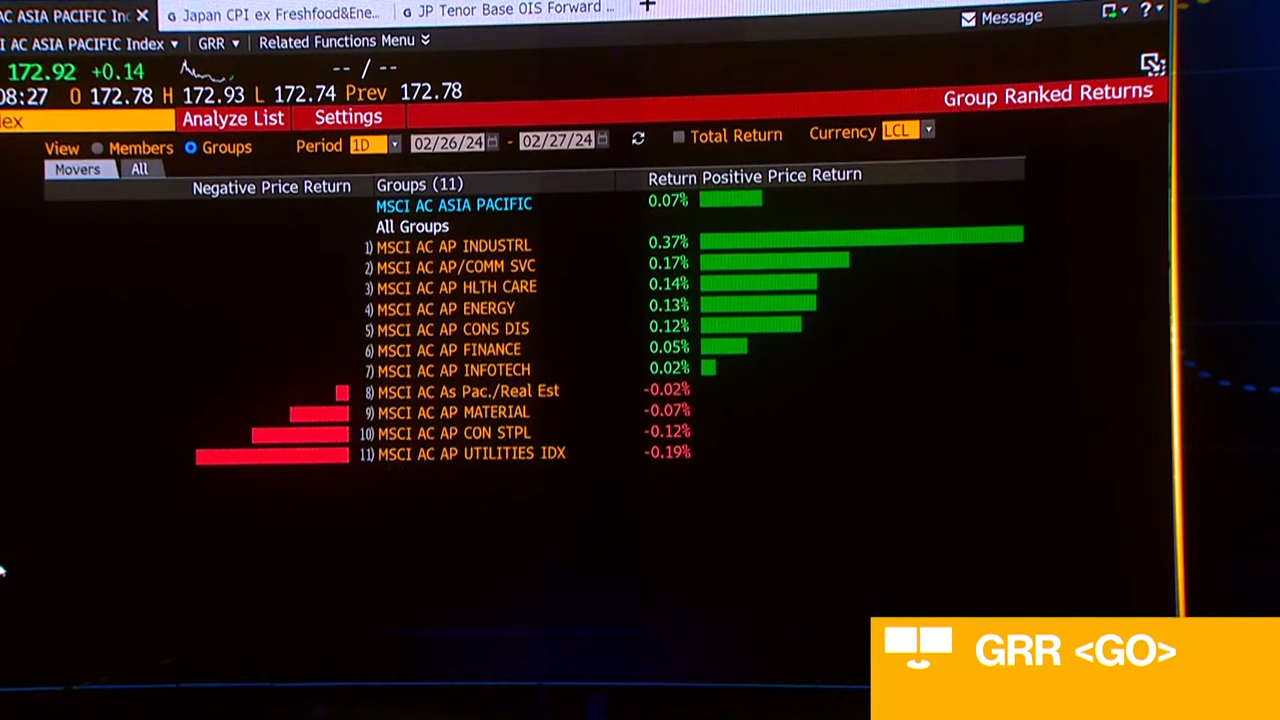 AC ASIA PACIFIC In
G Japan CPI ex Freshfood&Ene...
G JP Tenor Base OIS Forward ...
AC ASIA PACIFIC Index
GRR
Related Functions Menu
Message
?
172.92 +0.14
-- / --
08:27 O 172.78 H 172.93 L 172.74 Prev 172.78
Analyze List Settings
Group Ranked Returns
View Members Groups Period 1D 02/26/24 - 02/27/24 Total Return Currency LCL
Movers All
Negative Price Return Groups (11) Return Positive Price Return
MSCI AC ASIA PACIFIC 0.07%
All Groups
1) MSCI AC AP INDUSTRL 0.37%
2) MSCI AC AP/COMM SVC 0.17%
3) MSCI AC AP HLTH CARE 0.14%
4) MSCI AC AP ENERGY 0.13%
5) MSCI AC AP CONS DIS 0.12%
6) MSCI AC AP FINANCE 0.05%
7) MSCI AC AP INFOTECH 0.02%
8) MSCI AC As Pac./Real Est -0.02%
9) MSCI AC AP MATERIAL -0.07%
10) MSCI AC AP CON STPL -0.12%
11) MSCI AC AP UTILITIES IDX -0.19%
GRR <GO>